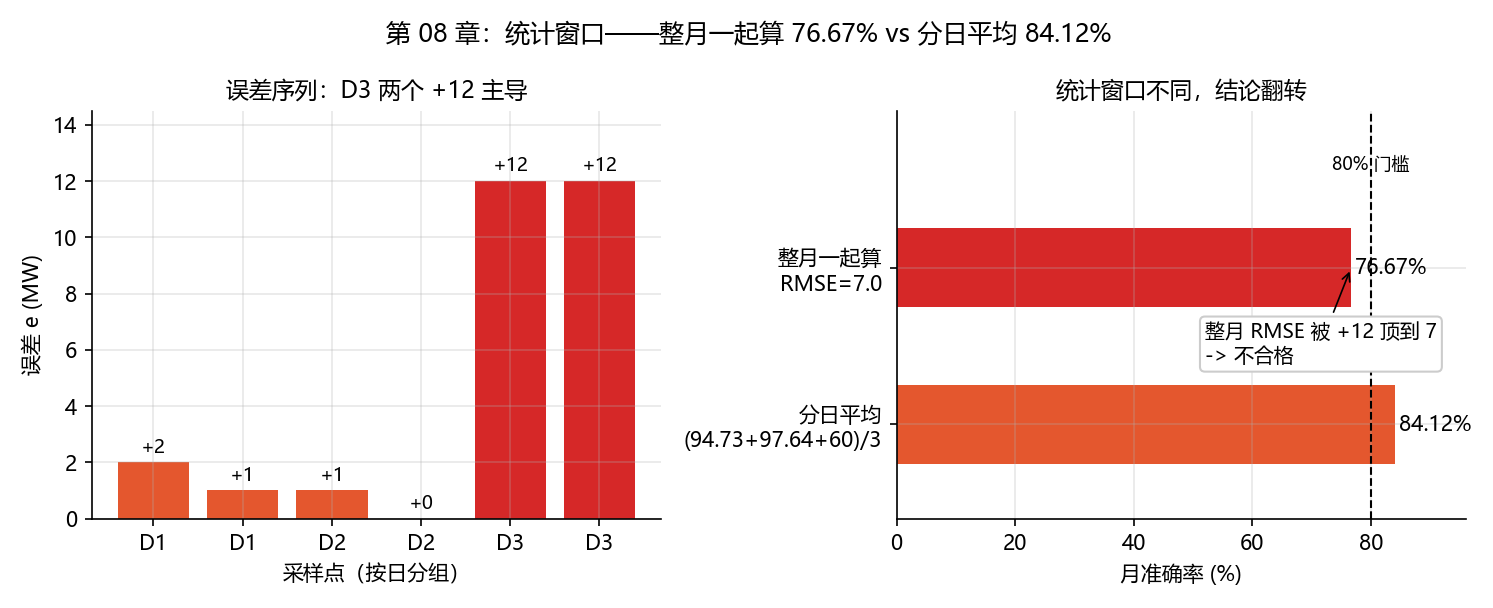 第 08 章：统计窗口——整月一起算 76.67% vs 分日平均 84.12%
误差序列：D3 两个 +12 主导
误差 e (MW)
14
12
10
8
6
4
2
0
+2
+1
+1
+0
+12
+12
D1
D1
D2
D2
D3
D3
采样点（按日分组）
统计窗口不同，结论翻转
80% 门槛
整月一起算
RMSE=7.0
76.67%
整月 RMSE 被 +12 顶到 7
-> 不合格
分日平均
(94.73+97.64+60)/3
84.12%
0
20
40
60
80
月准确率 (%)